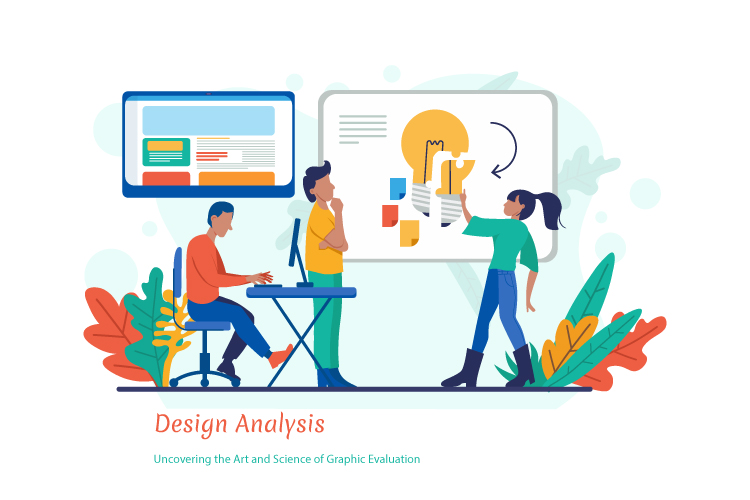 Design Analysis
Uncovering the Art and Science of Graphic Evaluation